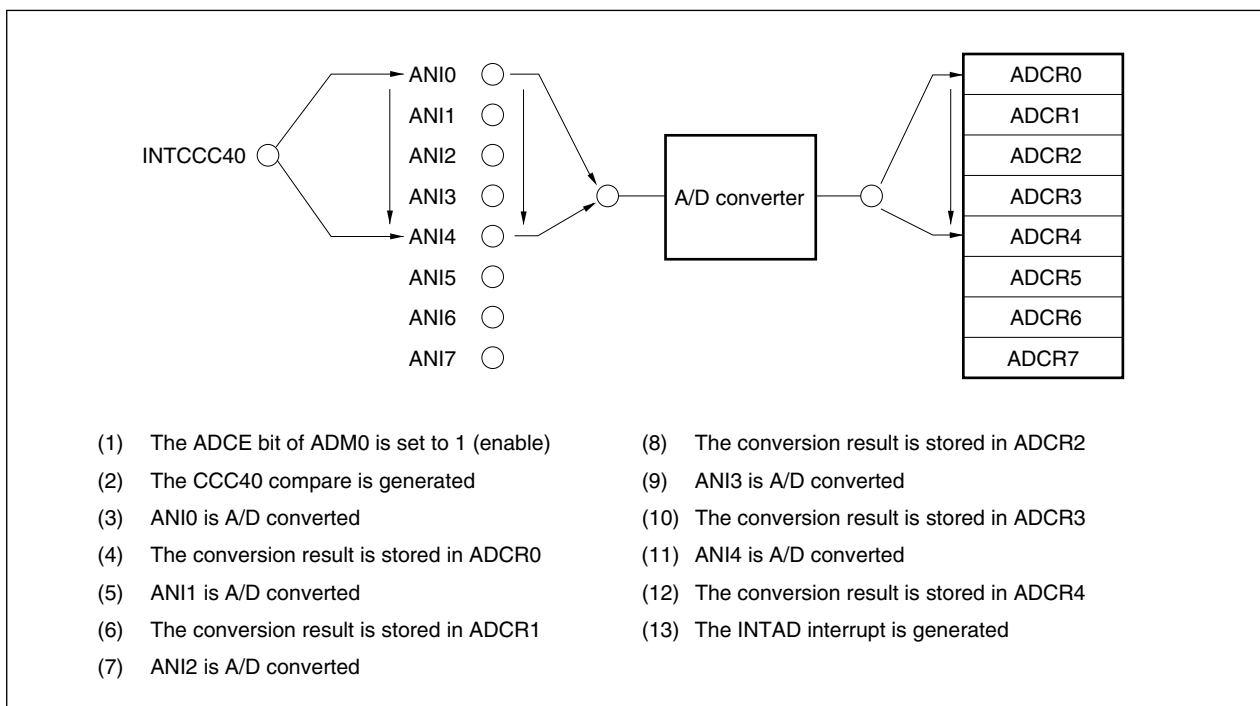 ANI0
ANI1
ANI2
ANI3
ANI4
ANI5
ANI6
ANI7
INTCCC40
A/D converter
ADCR0
ADCR1
ADCR2
ADCR3
ADCR4
ADCR5
ADCR6
ADCR7
(1) The ADCE bit of ADM0 is set to 1 (enable)
(2) The CCC40 compare is generated
(3) ANI0 is A/D converted
(4) The conversion result is stored in ADCR0
(5) ANI1 is A/D converted
(6) The conversion result is stored in ADCR1
(7) ANI2 is A/D converted
(8) The conversion result is stored in ADCR2
(9) ANI3 is A/D converted
(10) The conversion result is stored in ADCR3
(11) ANI4 is A/D converted
(12) The conversion result is stored in ADCR4
(13) The INTAD interrupt is generated